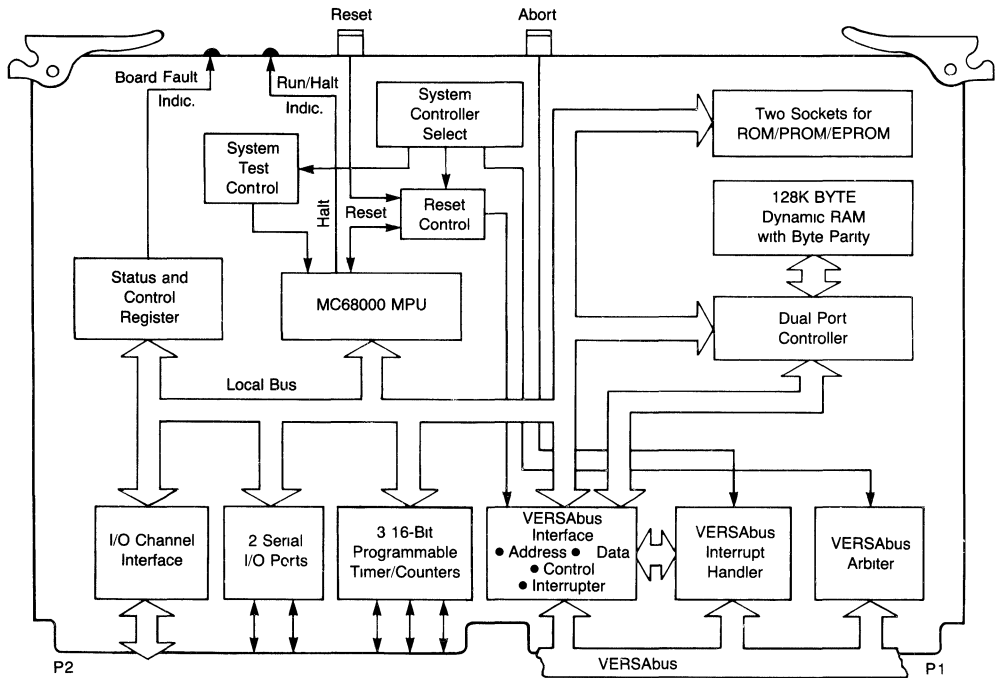 Reset
Abort
Board Fault
Indic.
Run/Halt
Indic.
System
Controller
Select
Two Sockets for
ROM/PROM/EPROM
System
Test
Control
Halt
Reset
Reset
Control
128K BYTE
Dynamic RAM
with Byte Parity
Status and
Control
Register
MC68000 MPU
Dual Port
Controller
Local Bus
I/O Channel
Interface
2 Serial
I/O Ports
3 16-Bit
Programmable
Timer/Counters
VERSAbus
Interface
● Address ● Data
● Control
● Interrupter
VERSAbus
Interrupt
Handler
VERSAbus
Arbiter
P2
VERSAbus
P1